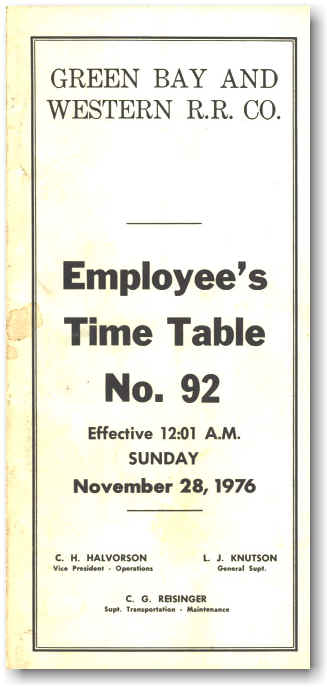 GREEN BAY AND
WESTERN R.R. CO.
Employee's
Time Table
No. 92
Effective 12:01 A.M.
SUNDAY
November 28, 1976
C. H. HALVORSON
Vice President - Operations
L. J. KNUTSON
General Supt.
C. G. REISINGER
Supt. Transportation - Maintenance